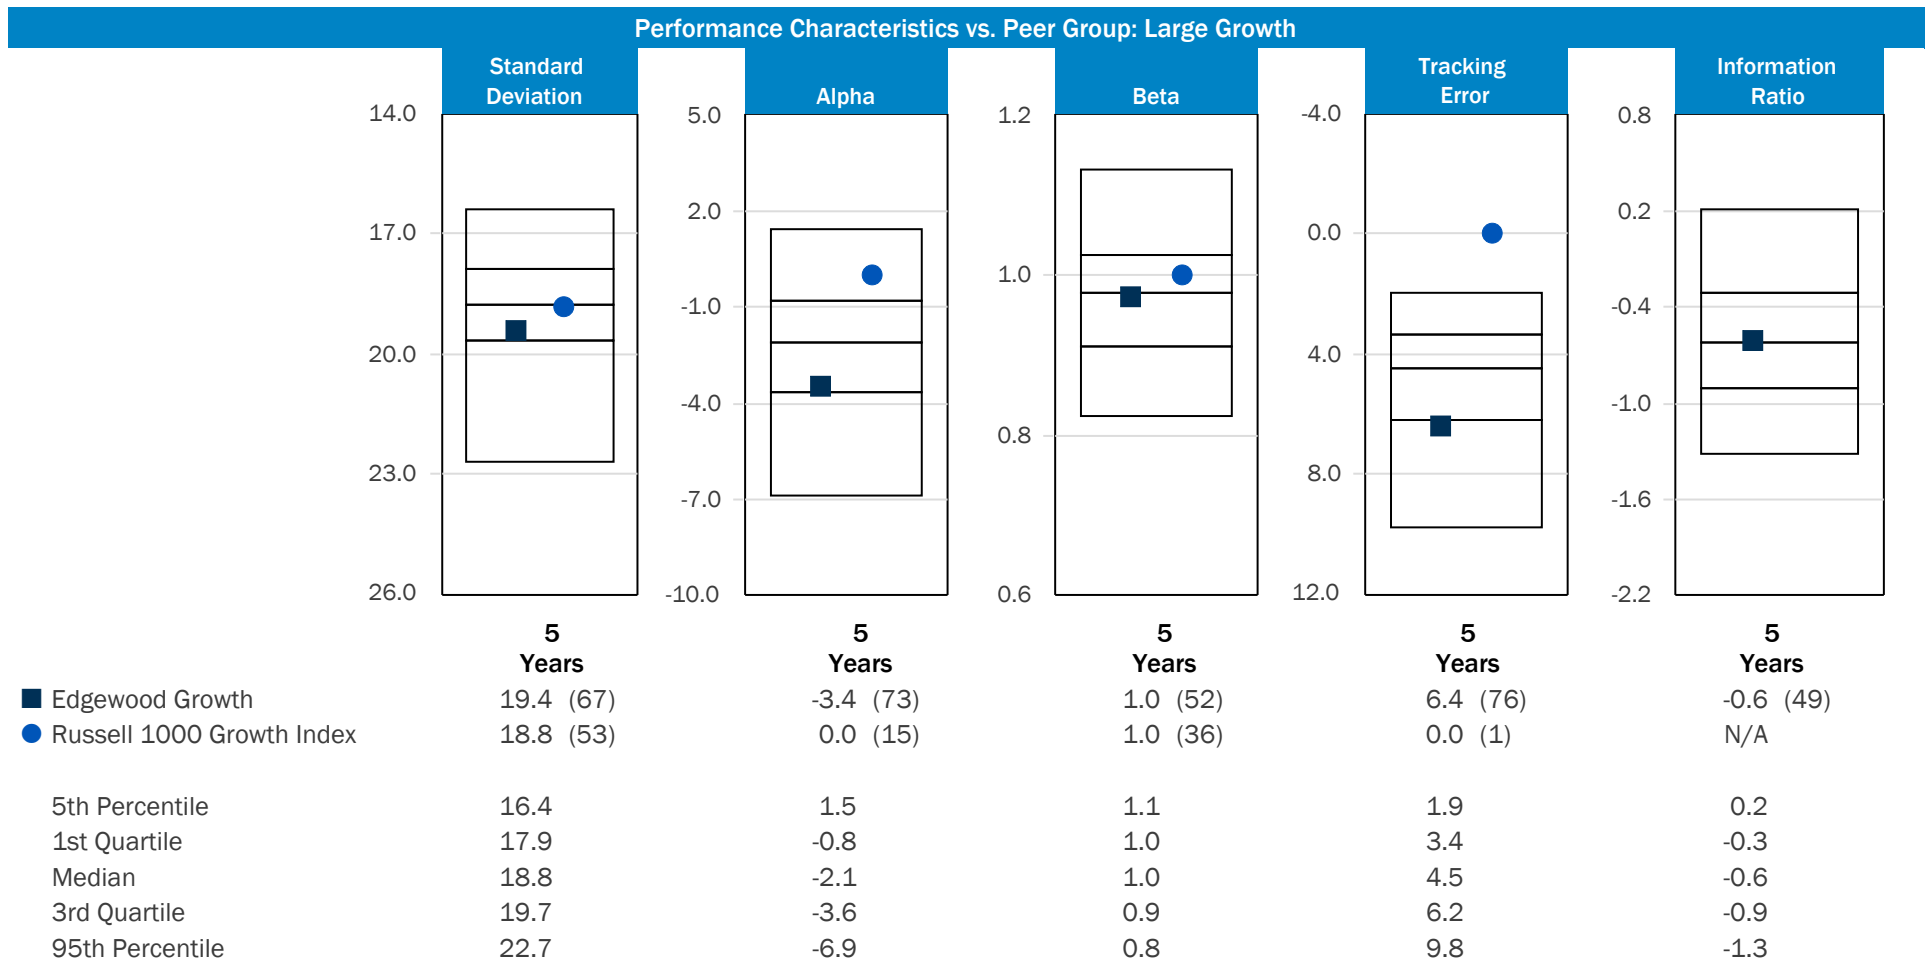 Performance Characteristics vs. Peer Group: Large Growth
Standard Deviation
Alpha
Beta
Tracking Error
Information Ratio
14.0
17.0
20.0
23.0
26.0
5.0
2.0
-1.0
-4.0
-7.0
-10.0
1.2
1.0
0.8
0.6
-4.0
0.0
4.0
8.0
12.0
0.8
0.2
-0.4
-1.0
-1.6
-2.2
5 5 5 5 5
Years Years Years Years Years
Edgewood Growth 19.4 (67) -3.4 (73) 1.0 (52) 6.4 (76) -0.6 (49)
Russell 1000 Growth Index 18.8 (53) 0.0 (15) 1.0 (36) 0.0 (1) N/A
5th Percentile 16.4 1.5 1.1 1.9 0.2
1st Quartile 17.9 -0.8 1.0 3.4 -0.3
Median 18.8 -2.1 1.0 4.5 -0.6
3rd Quartile 19.7 -3.6 0.9 6.2 -0.9
95th Percentile 22.7 -6.9 0.8 9.8 -1.3